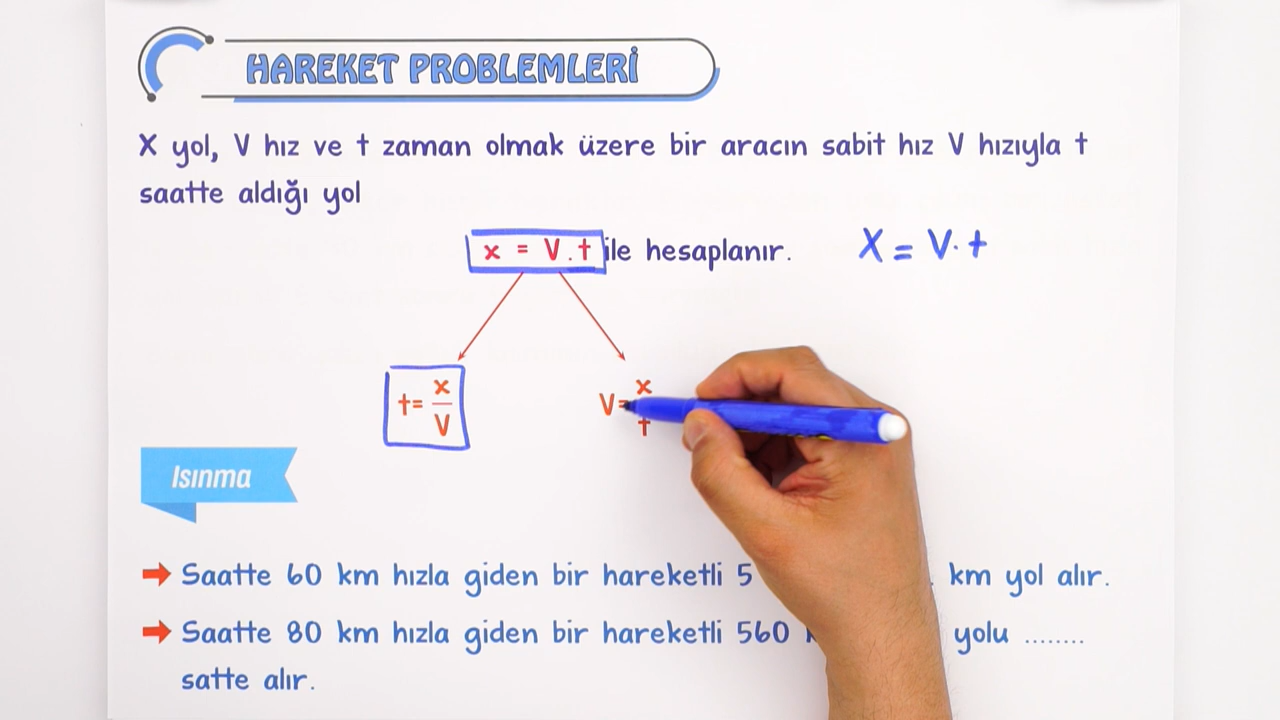 HAREKET PROBLEMLERİ
X yol, V hız ve t zaman olmak üzere bir aracın sabit hız V hızıyla t
saatte aldığı yol
x = V . t ile hesaplanır. X = V · t
t= x/V V= x/t
Isınma
Saatte 60 km hızla giden bir hareketli 5 km yol alır.
Saatte 80 km hızla giden bir hareketli 560 yolu ........
satte alır.